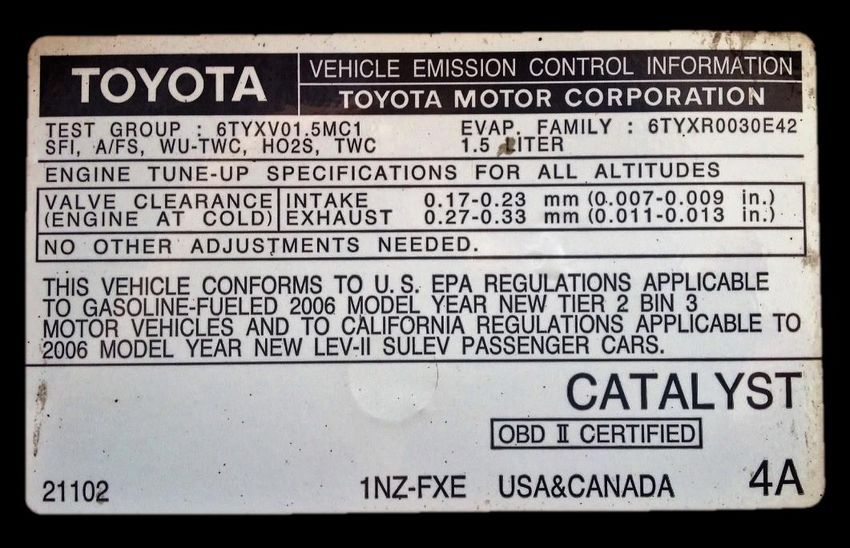 TOYOTA VEHICLE EMISSION CONTROL INFORMATION
TOYOTA MOTOR CORPORATION
TEST GROUP : 6TYXV01.5MC1 EVAP. FAMILY : 6TYXR0030E42
SFI, A/FS, WU-TWC, HO2S, TWC 1.5 LITER
ENGINE TUNE-UP SPECIFICATIONS FOR ALL ALTITUDES
VALVE CLEARANCE INTAKE 0.17-0.23 mm (0.007-0.009 in.)
(ENGINE AT COLD) EXHAUST 0.27-0.33 mm (0.011-0.013 in.)
NO OTHER ADJUSTMENTS NEEDED.
THIS VEHICLE CONFORMS TO U.S. EPA REGULATIONS APPLICABLE
TO GASOLINE-FUELED 2006 MODEL YEAR NEW TIER 2 BIN 3
MOTOR VEHICLES AND TO CALIFORNIA REGULATIONS APPLICABLE TO
2006 MODEL YEAR NEW LEV-II SULEV PASSENGER CARS.
CATALYST
OBD II CERTIFIED
21102 1NZ-FXE USA&CANADA 4A